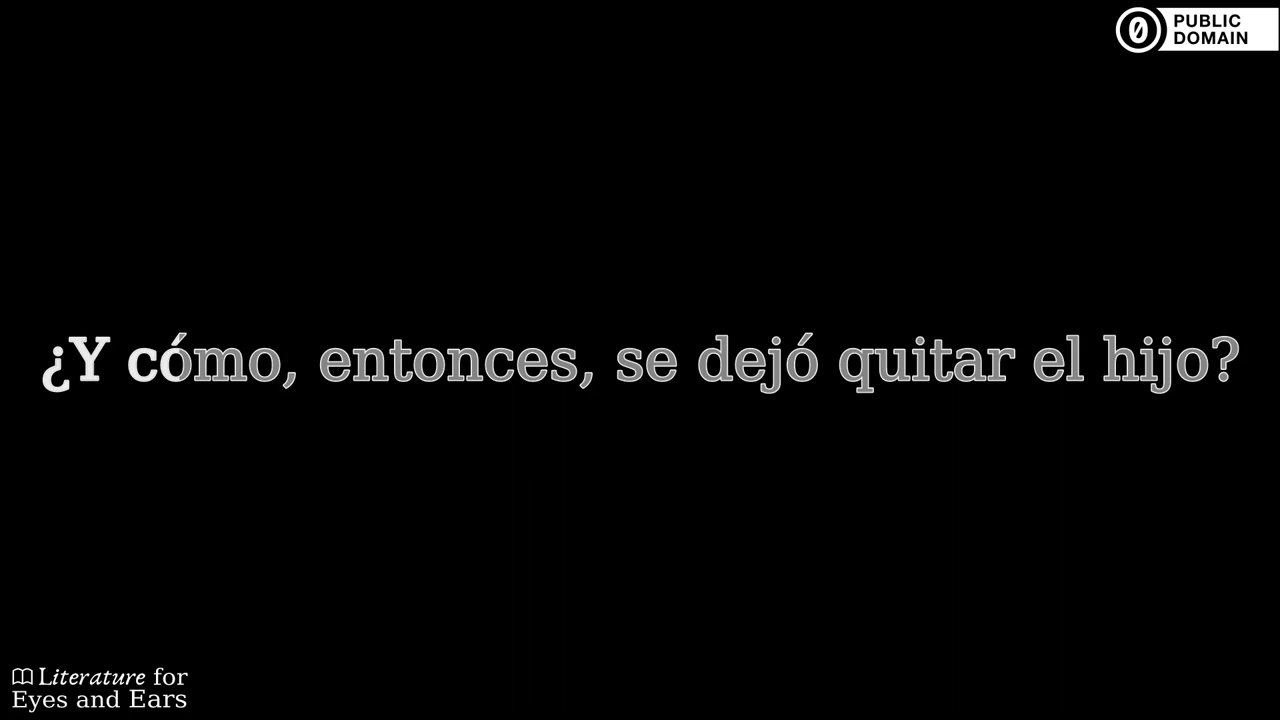 PUBLIC
DOMAIN
¿Y cómo, entonces, se dejó quitar el hijo?
Literature for
Eyes and Ears